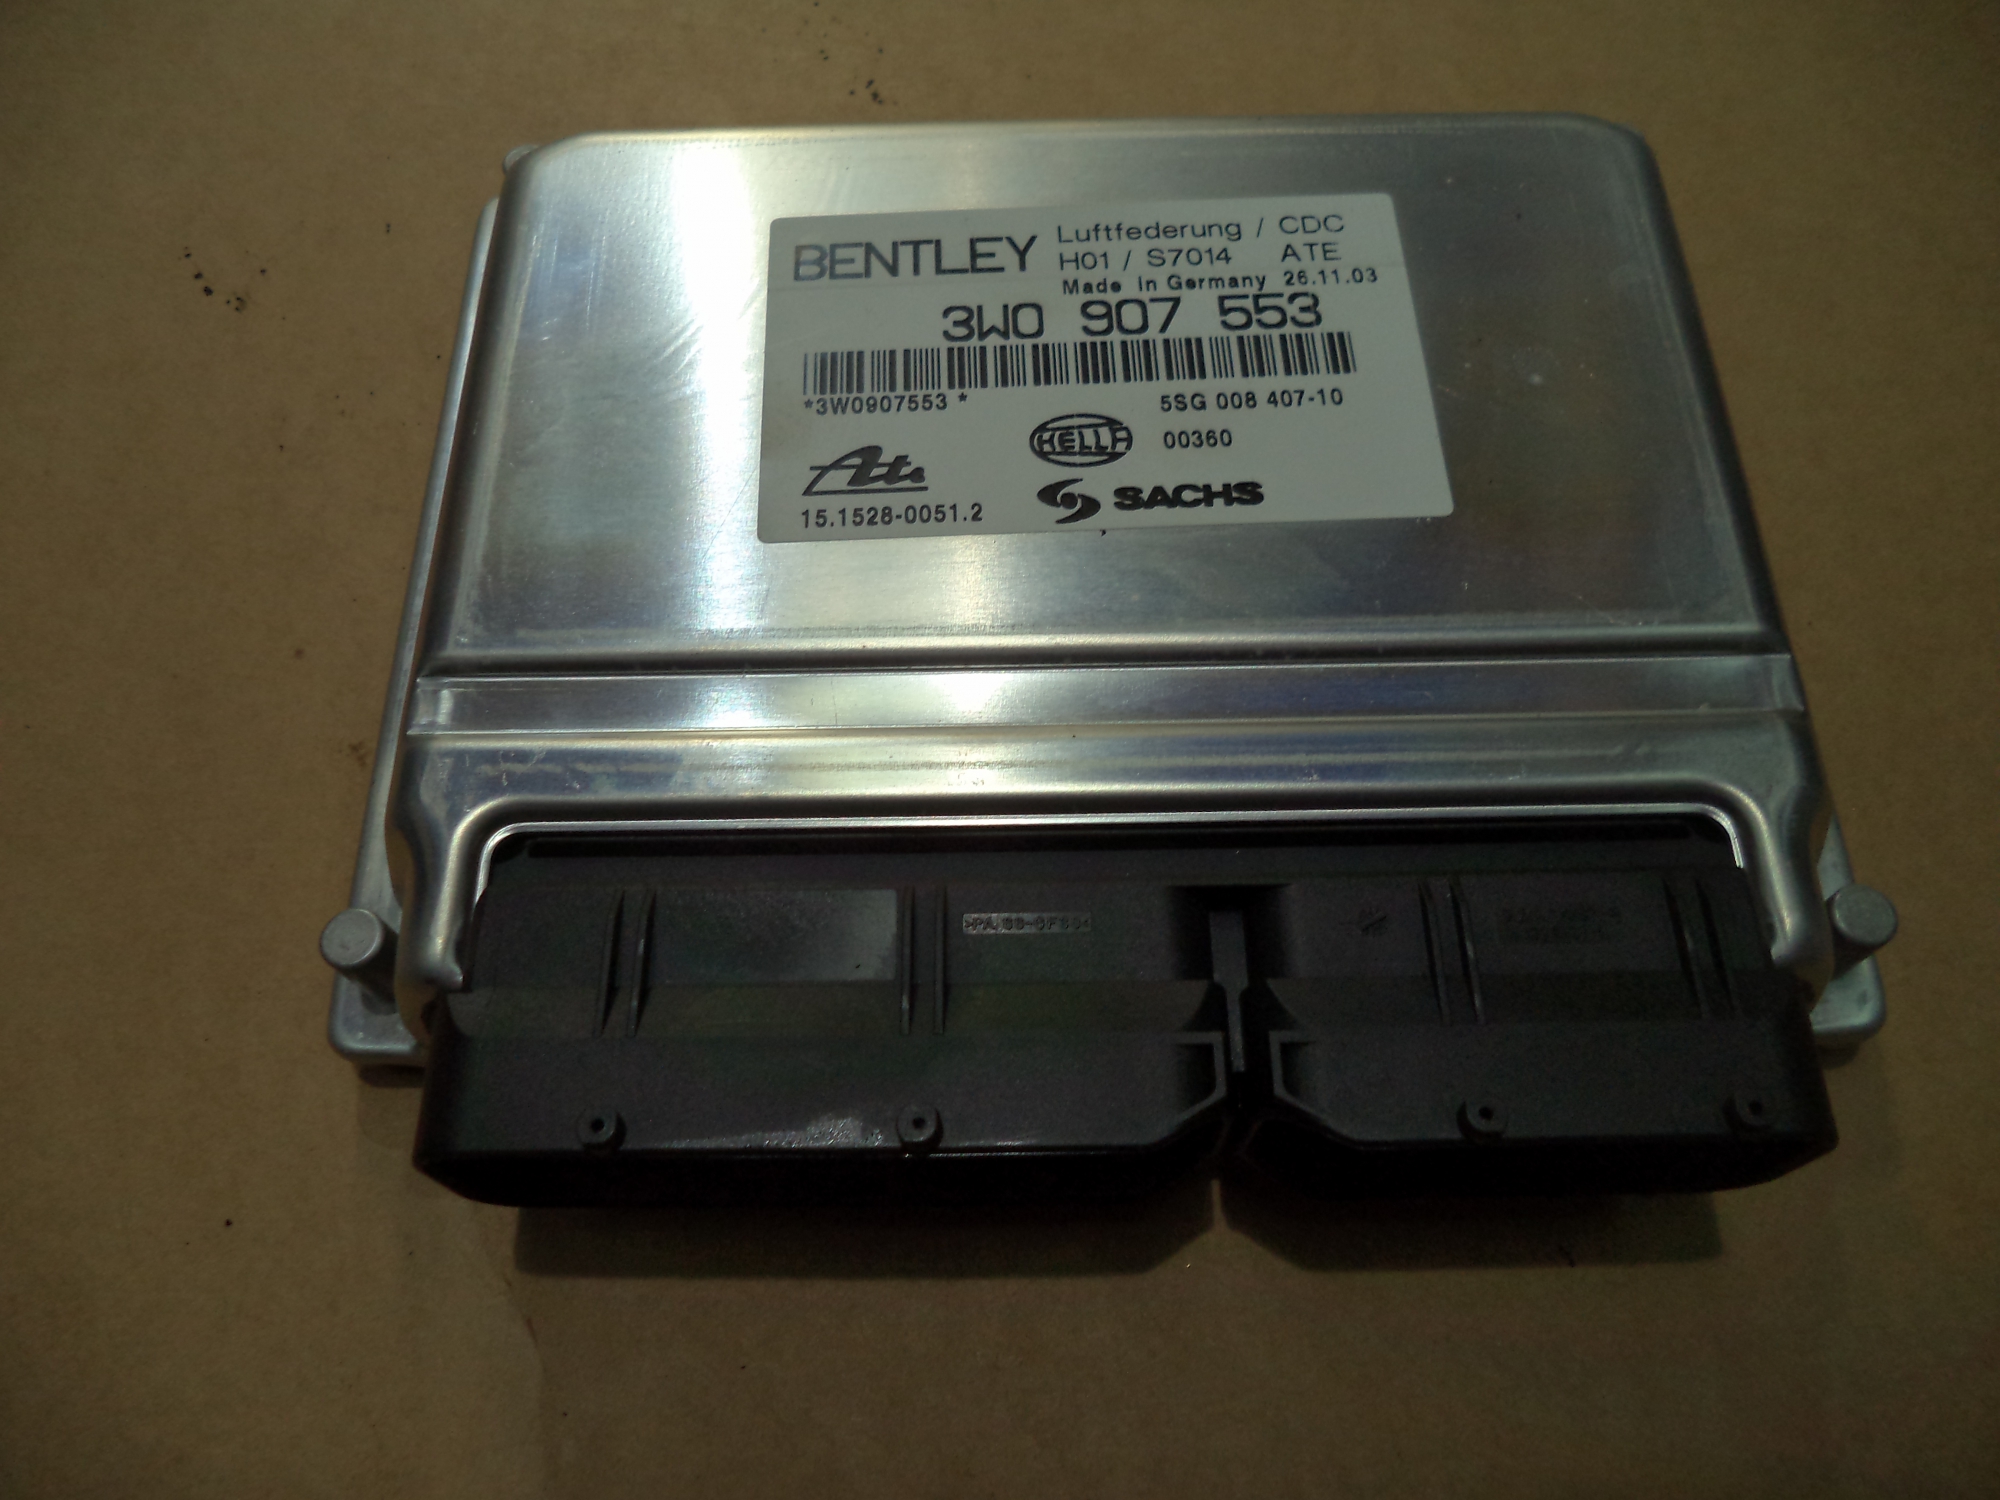 BENTLEY
Luftfederung / CDC
H01 / S7014 ATE
Made in Germany 26.11.03
3W0 907 553
*3W0907553 *
5SG 008 407-10
HELLA
00360
Ate
SACHS
15.1528-0051.2